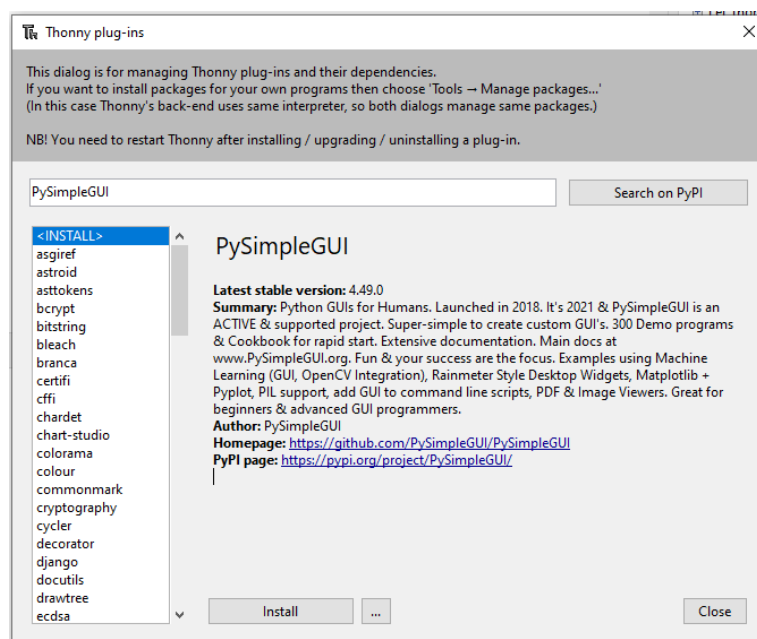 Thonny plug-ins
This dialog is for managing Thonny plug-ins and their dependencies.
If you want to install packages for your own programs then choose 'Tools → Manage packages...'
(In this case Thonny's back-end uses same interpreter, so both dialogs manage same packages.)
NB! You need to restart Thonny after installing / upgrading / uninstalling a plug-in.
PySimpleGUI
Search on PyPI
<INSTALL>
asgiref
astroid
asttokens
bcrypt
bitstring
bleach
branca
certifi
cffi
chardet
chart-studio
colorama
colour
commonmark
cryptography
cycler
decorator
django
docutils
drawtree
ecdsa
PySimpleGUI
Latest stable version: 4.49.0
Summary: Python GUIs for Humans. Launched in 2018. It's 2021 & PySimpleGUI is an
ACTIVE & supported project. Super-simple to create custom GUI's. 300 Demo programs
& Cookbook for rapid start. Extensive documentation. Main docs at
www.PySimpleGUI.org. Fun & your success are the focus. Examples using Machine
Learning (GUI, OpenCV Integration), Rainmeter Style Desktop Widgets, Matplotlib +
Pyplot, PIL support, add GUI to command line scripts, PDF & Image Viewers. Great for
beginners & advanced GUI programmers.
Author: PySimpleGUI
Homepage: https://github.com/PySimpleGUI/PySimpleGUI
PyPI page: https://pypi.org/project/PySimpleGUI/
Install
...
Close